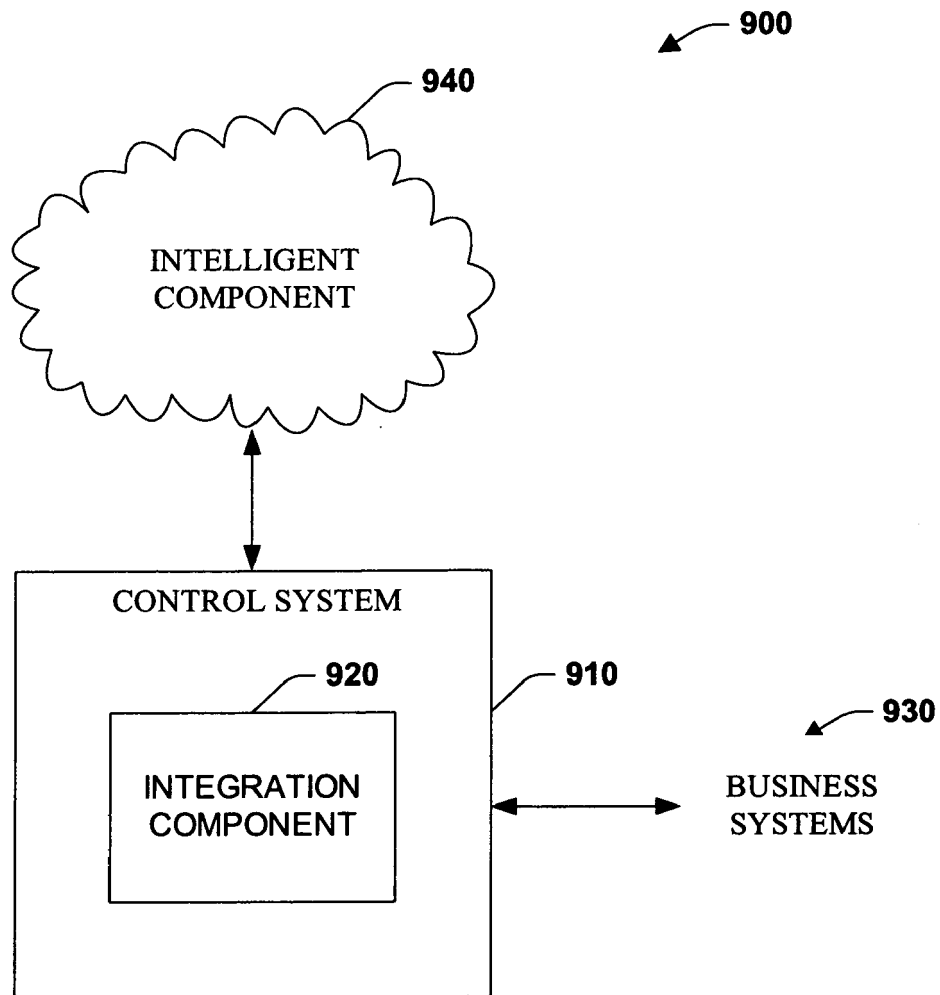 900
940
INTELLIGENT
COMPONENT
CONTROL SYSTEM
920
910
930
INTEGRATION
COMPONENT
BUSINESS
SYSTEMS